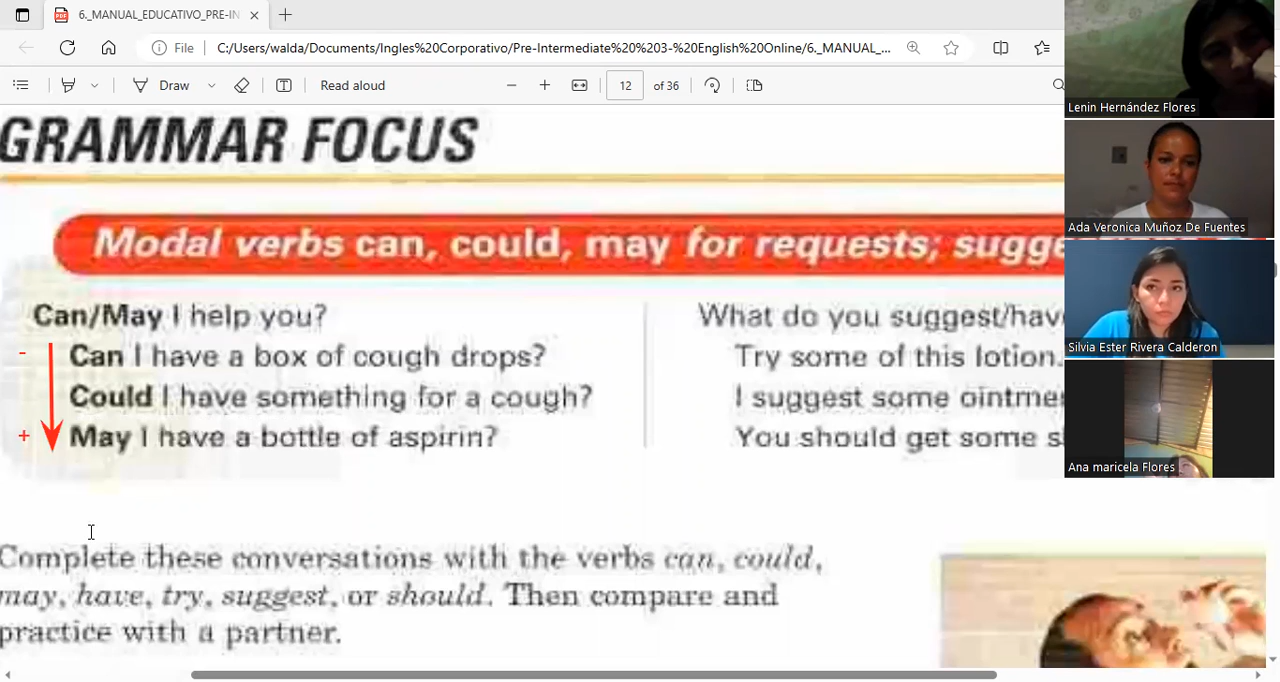 6._MANUAL_EDUCATIVO_PRE-IN
File
C:/Users/walda/Documents/Ingles%20Corporativo/Pre-Intermediate%20%203-%20English%20Online/6._MANUAL_...
Draw
Read aloud
12 of 36
GRAMMAR FOCUS
Modal verbs can, could, may for requests; sugge
Can/May I help you?
- Can I have a box of cough drops?
Could I have something for a cough?
+ May I have a bottle of aspirin?
What do you suggest/hav
Try some of this lotion.
I suggest some ointme
You should get some s
Complete these conversations with the verbs can, could,
may, have, try, suggest, or should. Then compare and
practice with a partner.
Lenin Hernández Flores
Ada Veronica Muñoz De Fuentes
Silvia Ester Rivera Calderon
Ana maricela Flores